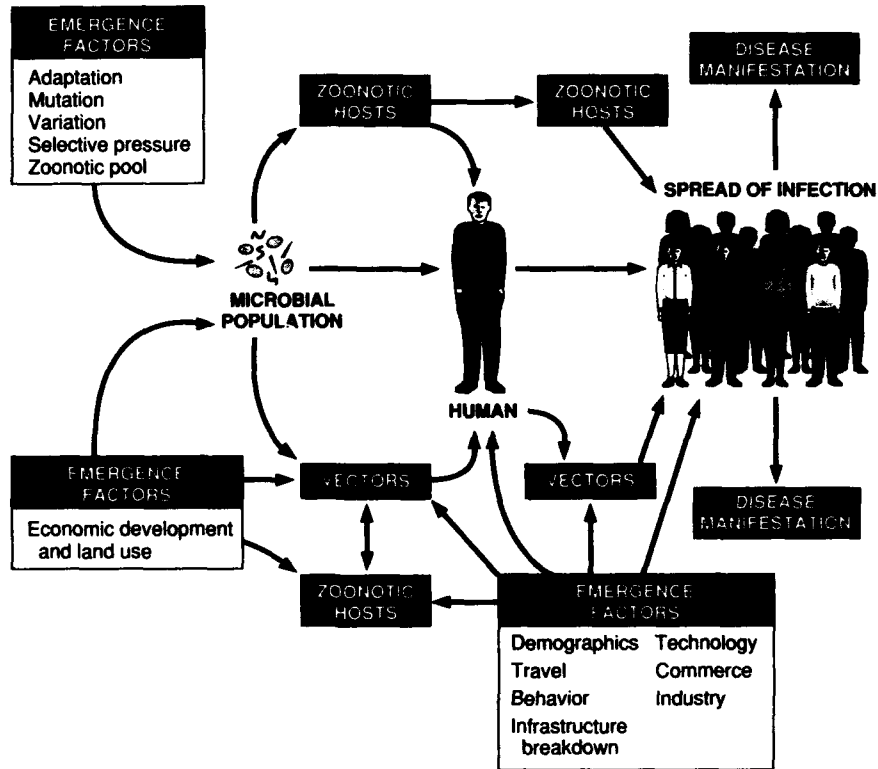 EMERGENCE
FACTORS
Adaptation
Mutation
Variation
Selective pressure
Zoonotic pool
ZOONOTIC
HOSTS
ZOONOTIC
HOSTS
DISEASE
MANIFESTATION
SPREAD OF INFECTION
MICROBIAL
POPULATION
HUMAN
EMERGENCE
FACTORS
Economic development
and land use
VECTORS
VECTORS
DISEASE
MANIFESTATION
ZOONOTIC
HOSTS
EMERGENCE
FACTORS
Demographics Technology
Travel Commerce
Behavior Industry
Infrastructure
breakdown